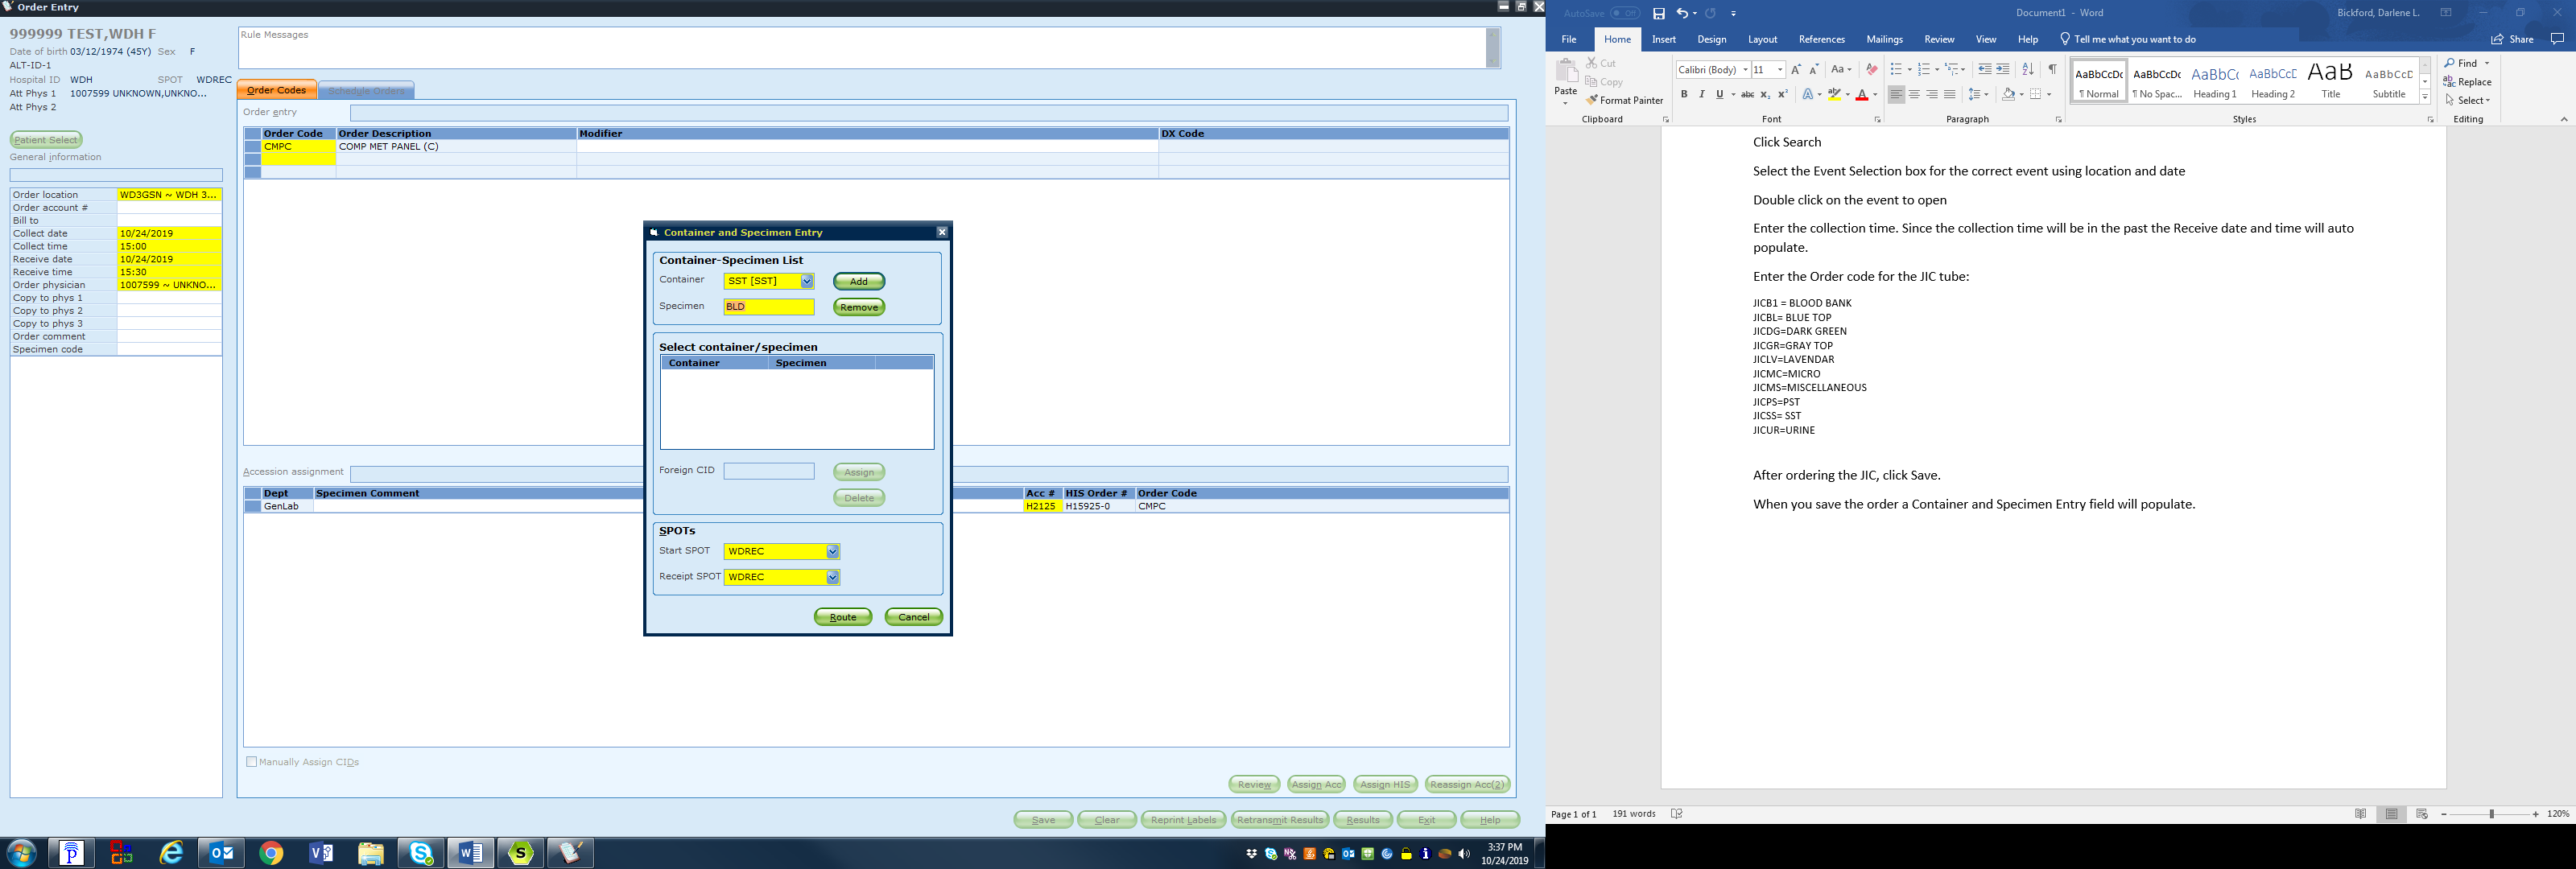 Order Entry
999999 TEST,WDH F
Date of birth 03/12/1974 (45Y) Sex F
ALT-ID-1
Hospital ID WDH SPOT WDREC
Att Phys 1 1007599 UNKNOWN,UNKNO...
Att Phys 2
Patient Select
General information
Order location WD3GSN ~ WDH 3...
Order account #
Bill to
Collect date 10/24/2019
Collect time 15:00
Receive date 10/24/2019
Receive time 15:30
Order physician 1007599 ~ UNKNO...
Copy to phys 1
Copy to phys 2
Copy to phys 3
Order comment
Specimen code
Rule Messages
Order Codes Schedule Orders
Order entry
Order Code Order Description Modifier DX Code
CMPC COMP MET PANEL (C)
Container and Specimen Entry
Container-Specimen List
Container SST [SST] Add
Specimen BLD Remove
Select container/specimen
Container Specimen
Foreign CID Assign
Delete
SPOTs
Start SPOT WDREC
Receipt SPOT WDREC
Route Cancel
Accession assignment
Dept Specimen Comment Acc # HIS Order # Order Code
GenLab H2125 H15925-0 CMPC
Manually Assign CIDs
Review Assign Acc Assign HIS Reassign Acc(2)
Save Clear Reprint Labels Retransmit Results Results Exit Help
3:37 PM
10/24/2019
AutoSave Off Document1 - Word Bickford, Darlene L.
File Home Insert Design Layout References Mailings Review View Help Tell me what you want to do Share
Paste Cut
Copy
Format Painter
Calibri (Body) 11
AaBbCcDc AaBbCcDc AaBbCc AaBbCcE AaB AaBbCcD
¶ Normal ¶ No Spac... Heading 1 Heading 2 Title Subtitle
Find
Replace
Select
Clipboard Font Paragraph Styles Editing
Click Search
Select the Event Selection box for the correct event using location and date
Double click on the event to open
Enter the collection time. Since the collection time will be in the past the Receive date and time will auto
populate.
Enter the Order code for the JIC tube:
JICB1 = BLOOD BANK
JICBL= BLUE TOP
JICDG=DARK GREEN
JICGR=GRAY TOP
JICLV=LAVENDAR
JICMC=MICRO
JICMS=MISCELLANEOUS
JICPS=PST
JICSS= SST
JICUR=URINE
After ordering the JIC, click Save.
When you save the order a Container and Specimen Entry field will populate.
Page 1 of 1 191 words 120%